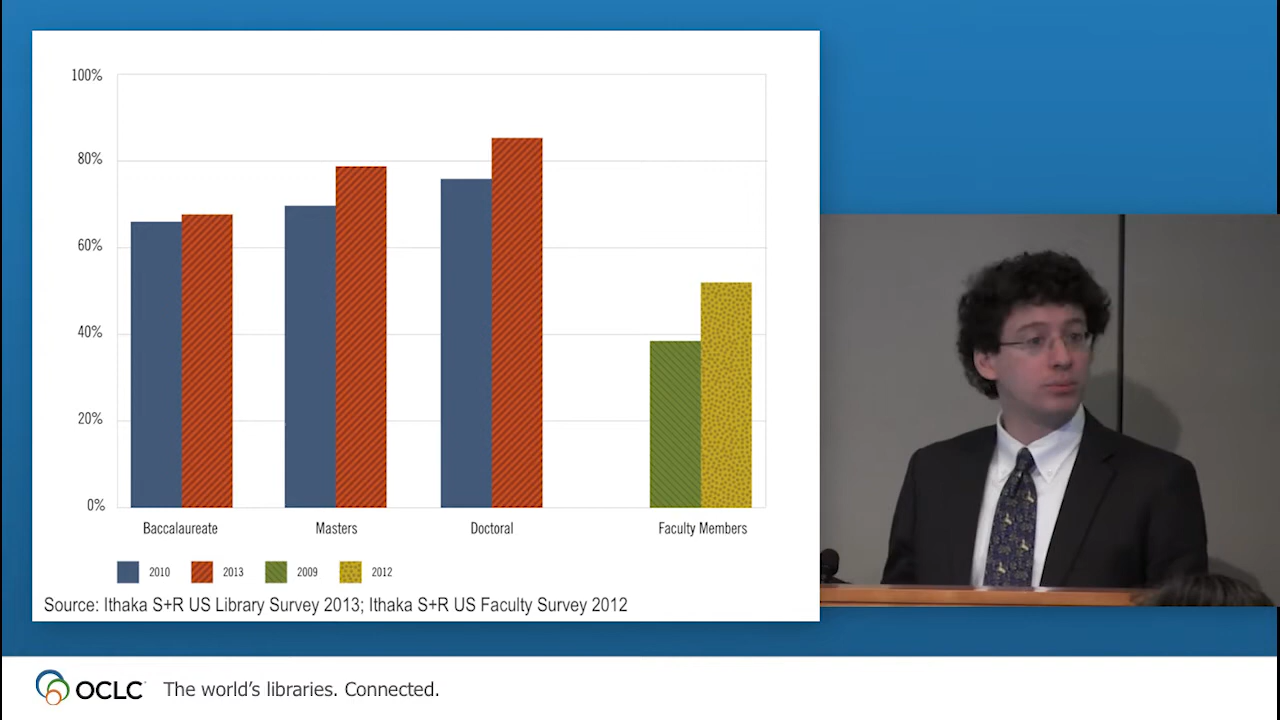 100%
80%
60%
40%
20%
0%
Baccalaureate Masters Doctoral Faculty Members
2010 2013 2009 2012
Source: Ithaka S+R US Library Survey 2013; Ithaka S+R US Faculty Survey 2012
OCLC The world's libraries. Connected.